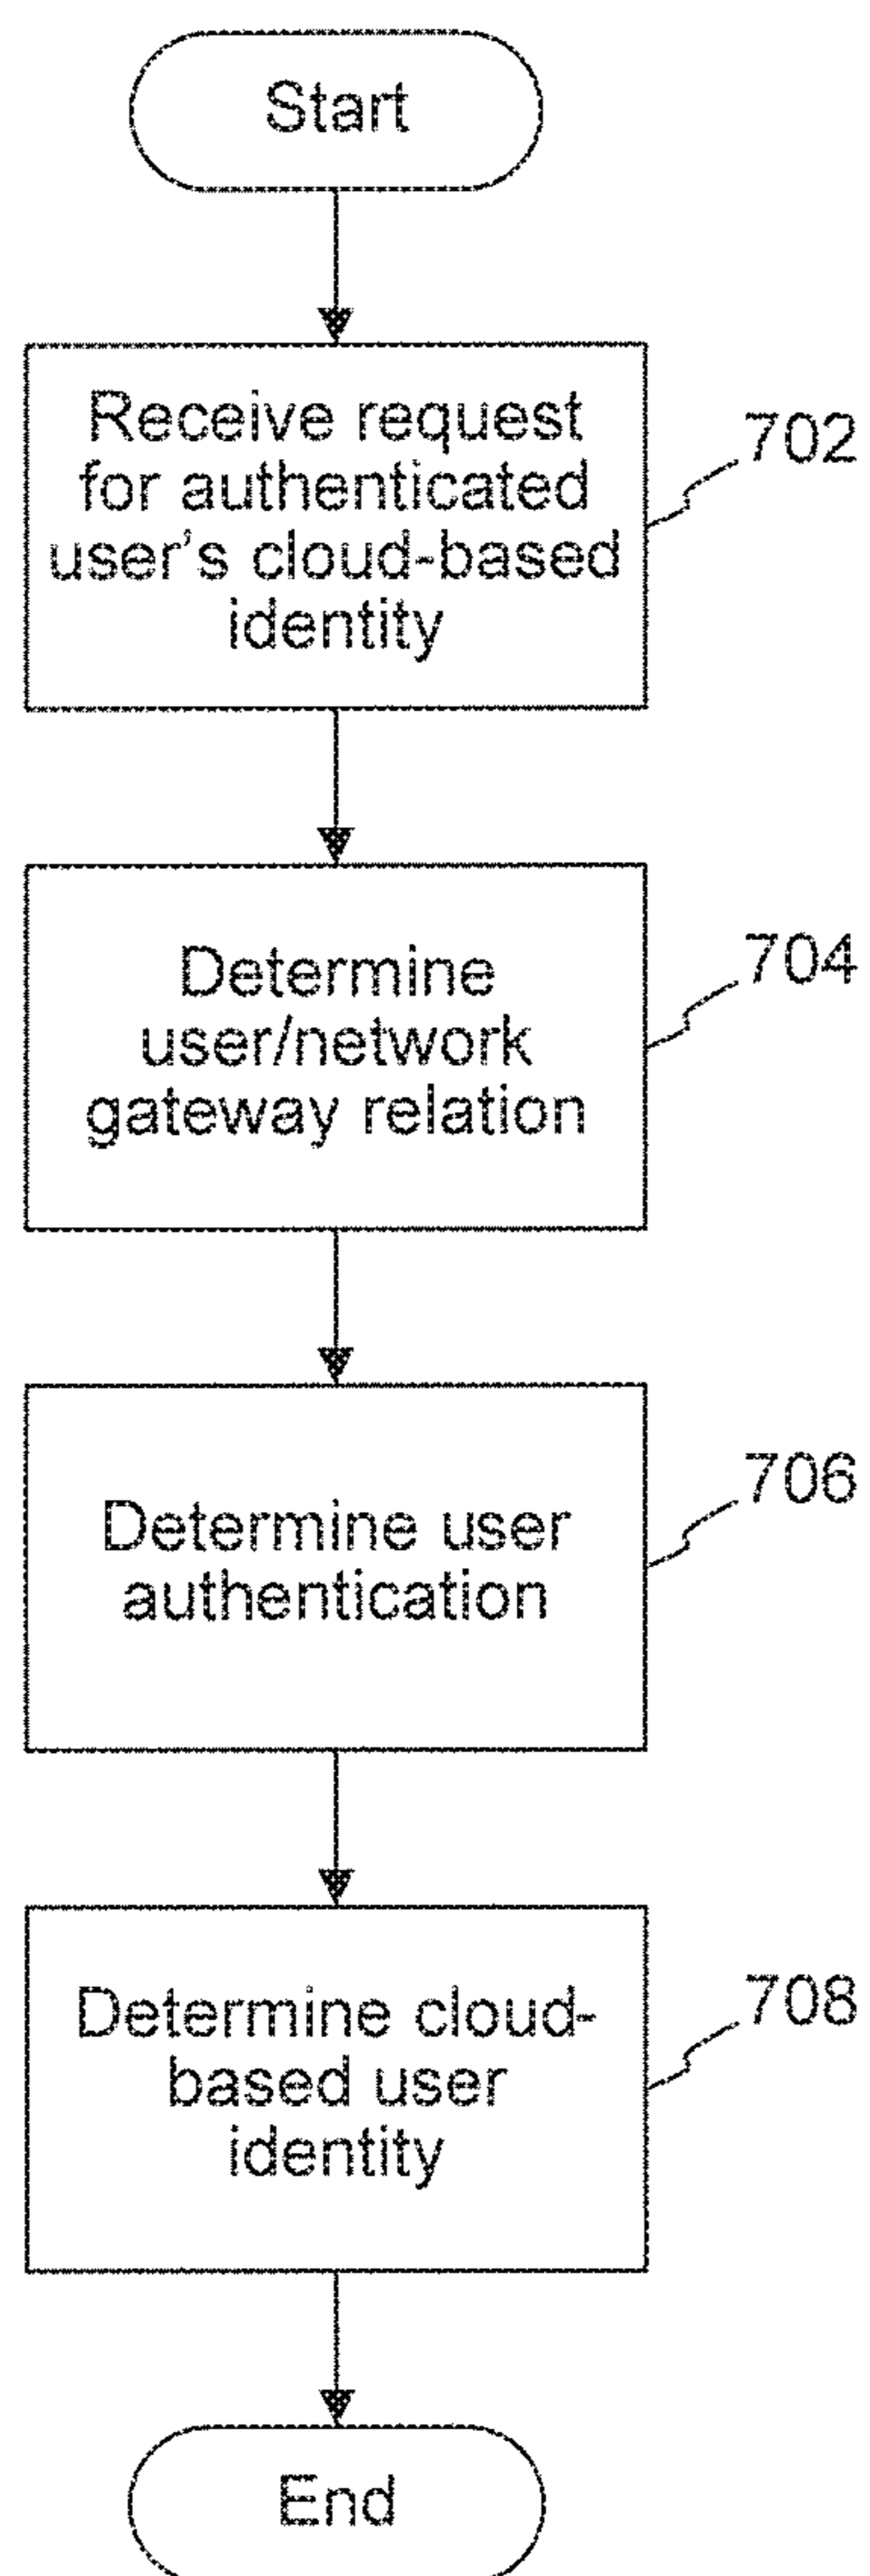 Start
Receive request
for authenticated
user's cloud-based
identity
702
Determine
user/network
gateway relation
704
Determine user
authentication
706
Determine cloud-
based user
identity
708
End